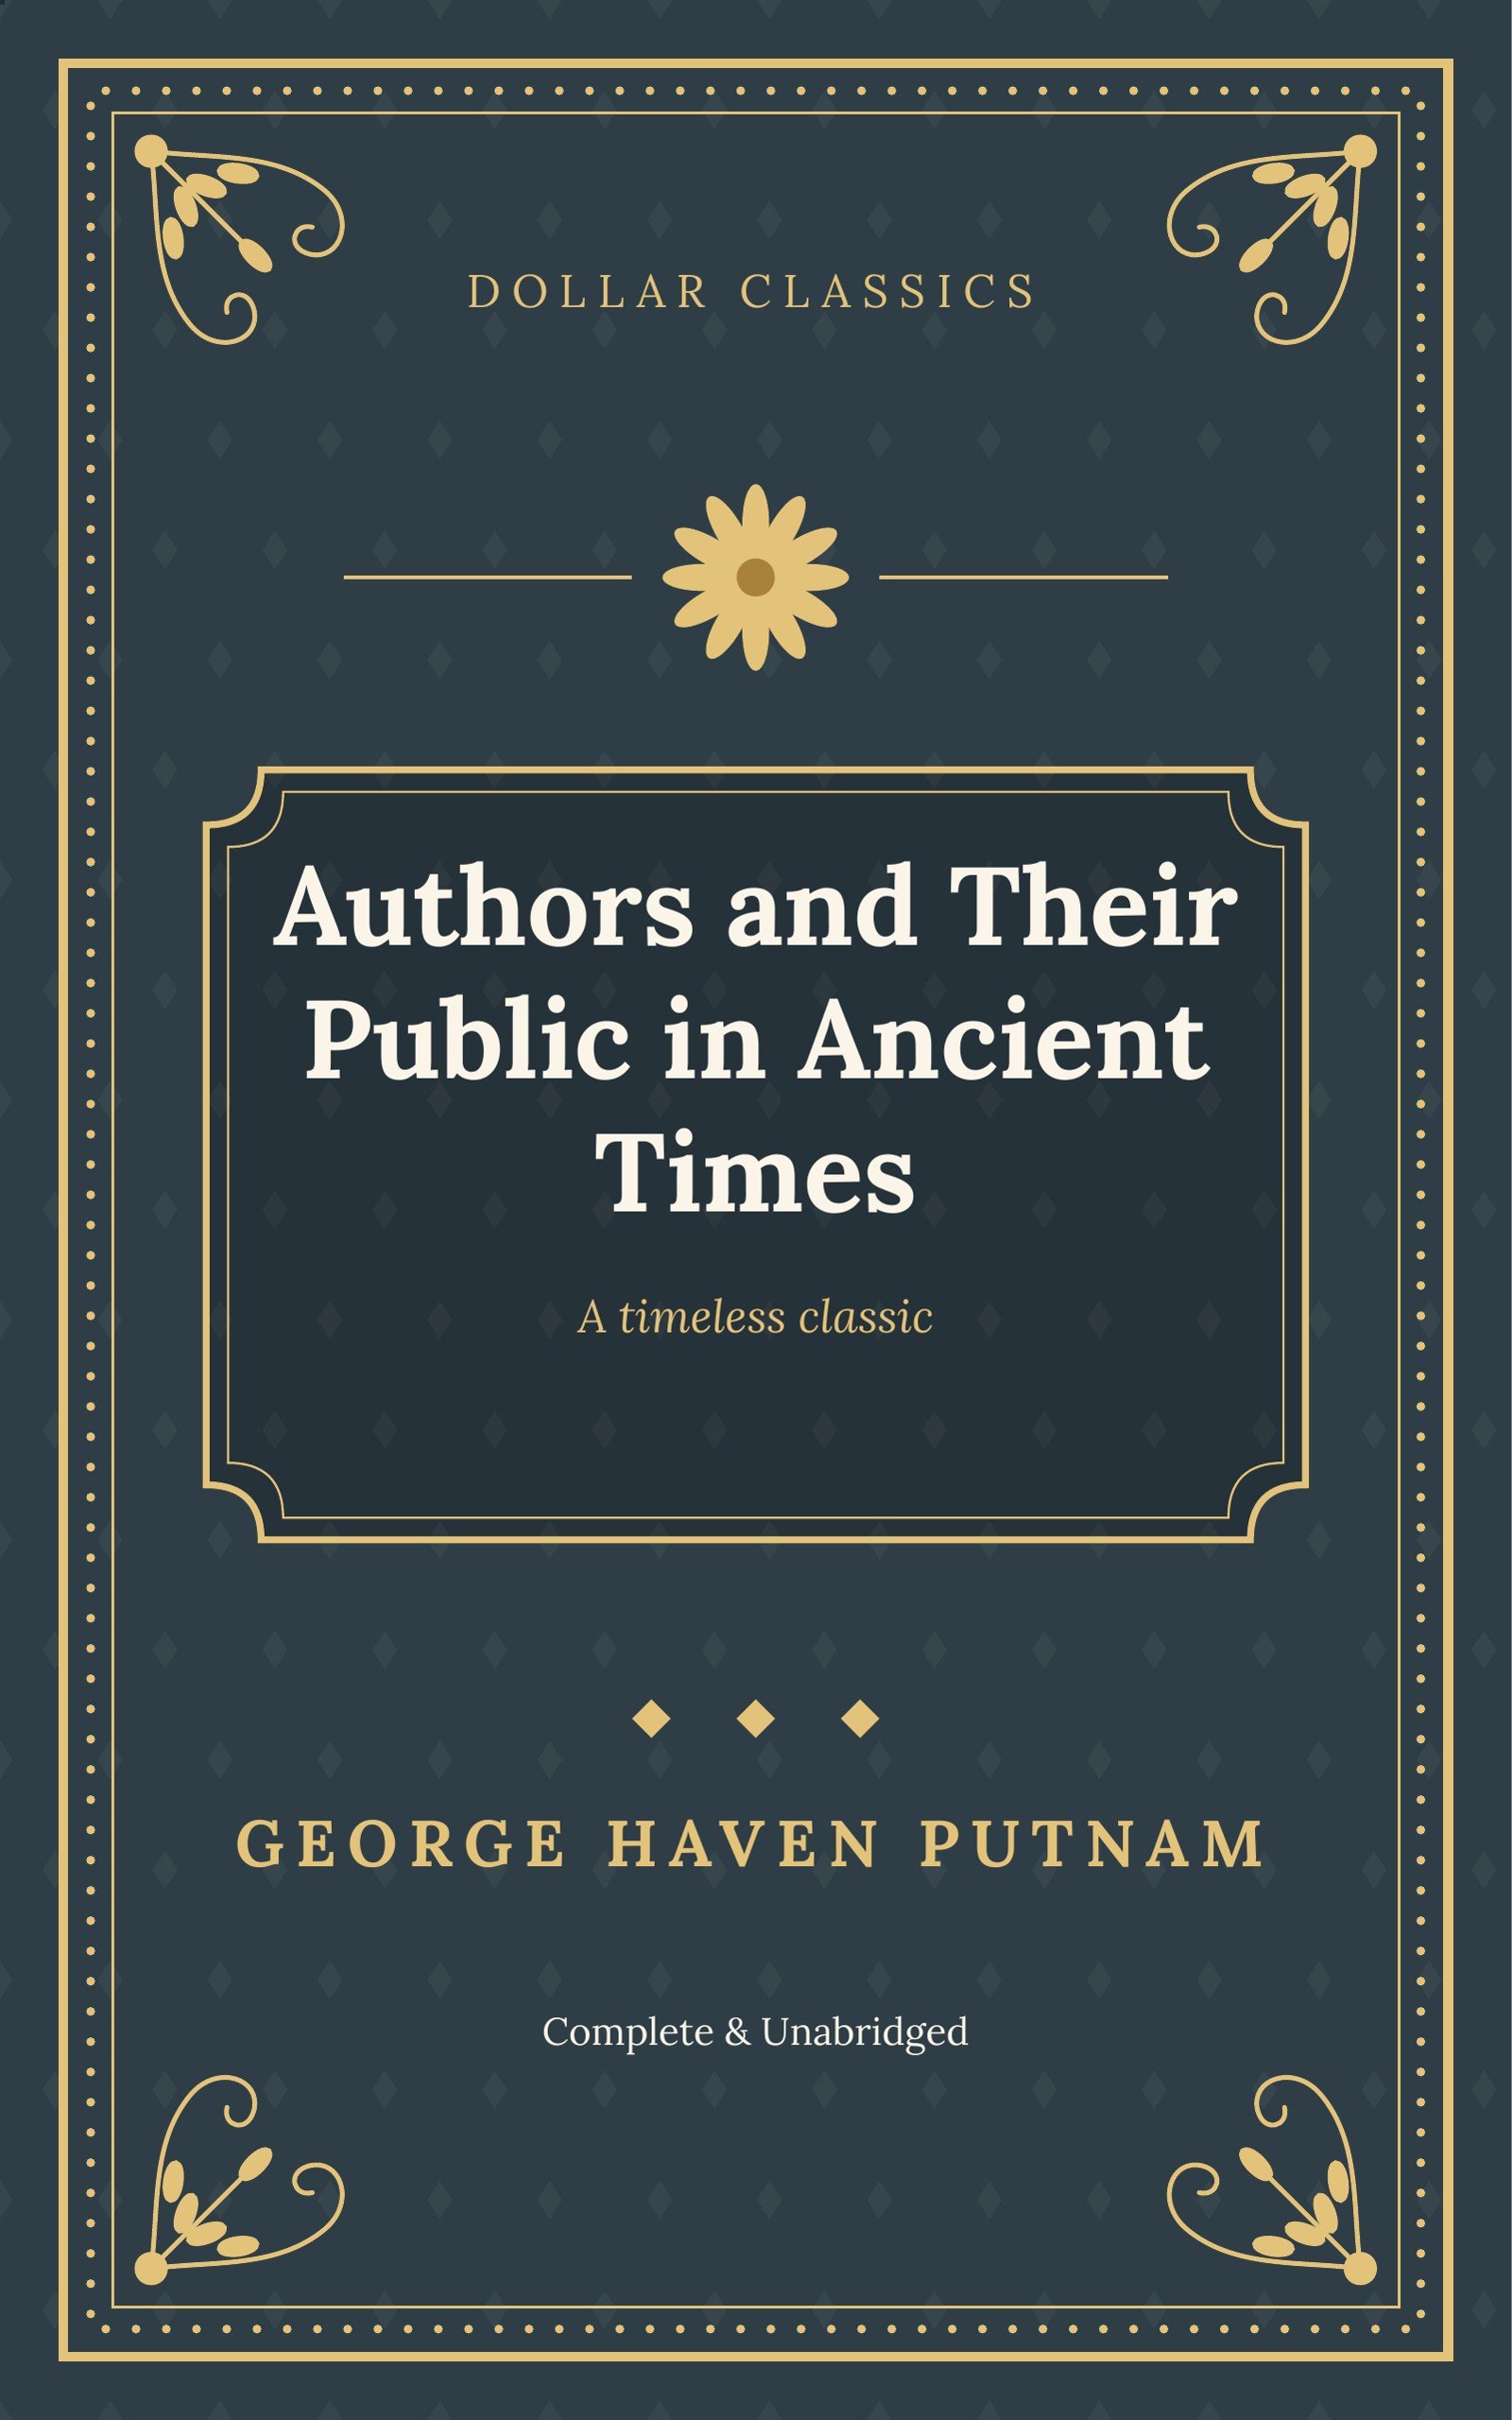 DOLLAR CLASSICS
Authors and Their
Public in Ancient
Times
A timeless classic
GEORGE HAVEN PUTNAM
Complete & Unabridged